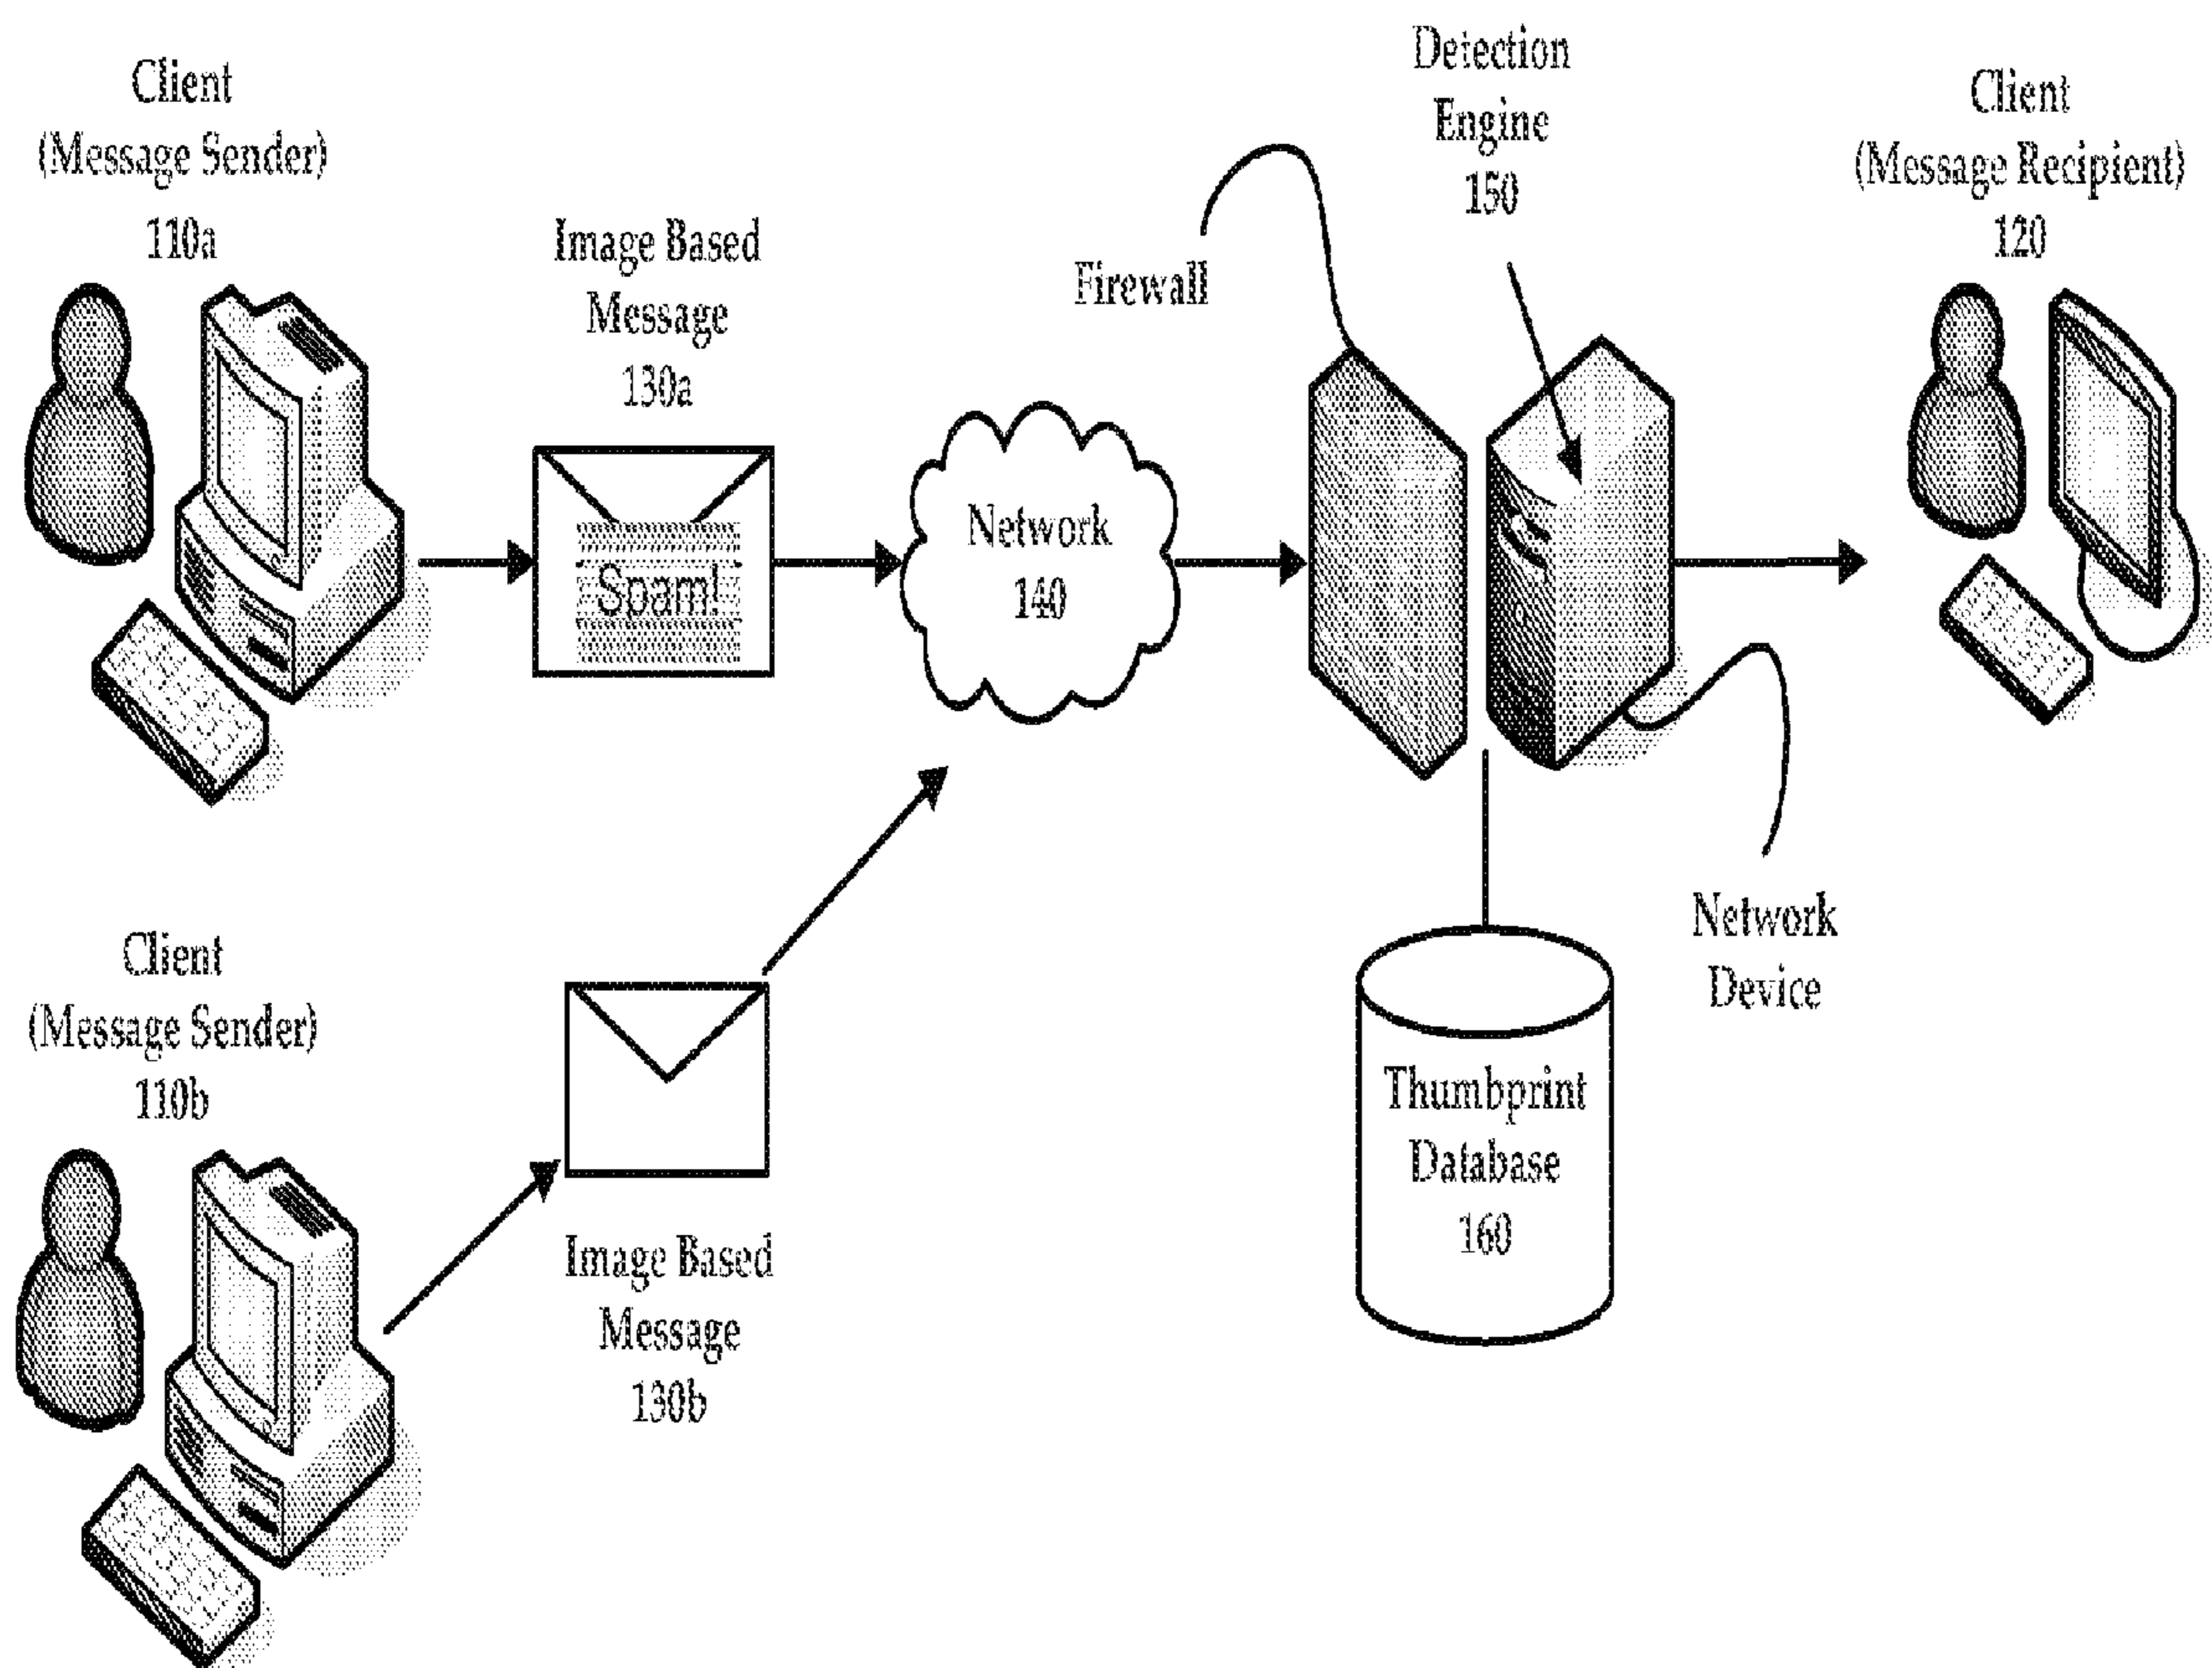 Client
(Message Sender)
110a
Image Based
Message
130a
Spam!
Network
140
Firewall
Detection
Engine
150
Client
(Message Recipient)
120
Client
(Message Sender)
110b
Image Based
Message
130b
Thumbprint
Database
160
Network
Device